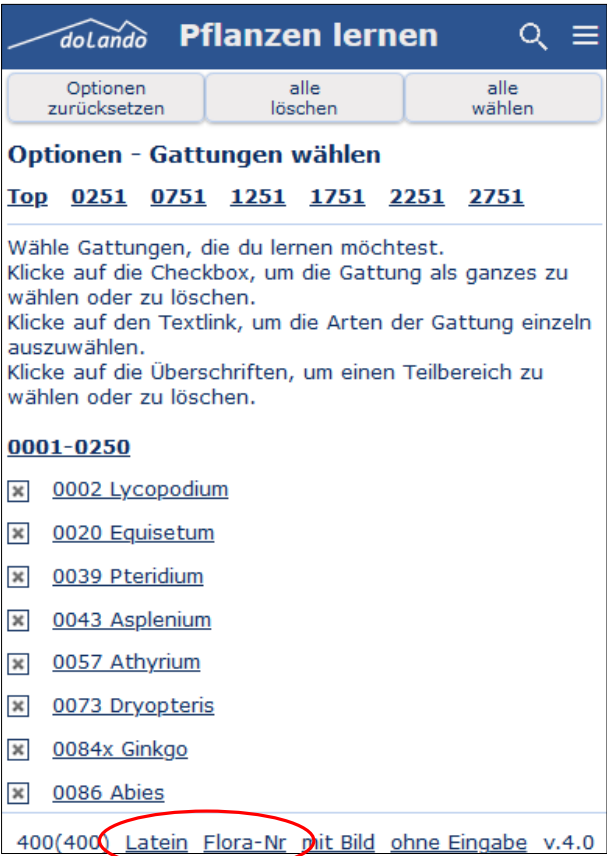 doLando Pflanzen lernen
Optionen zurücksetzen
alle löschen
alle wählen
Optionen - Gattungen wählen
Top 0251 0751 1251 1751 2251 2751
Wähle Gattungen, die du lernen möchtest.
Klicke auf die Checkbox, um die Gattung als ganzes zu
wählen oder zu löschen.
Klicke auf den Textlink, um die Arten der Gattung einzeln
auszuwählen.
Klicke auf die Überschriften, um einen Teilbereich zu
wählen oder zu löschen.
0001-0250
0002 Lycopodium
0020 Equisetum
0039 Pteridium
0043 Asplenium
0057 Athyrium
0073 Dryopteris
0084x Ginkgo
0086 Abies
400(400) Latein Flora-Nr mit Bild ohne Eingabe v.4.0